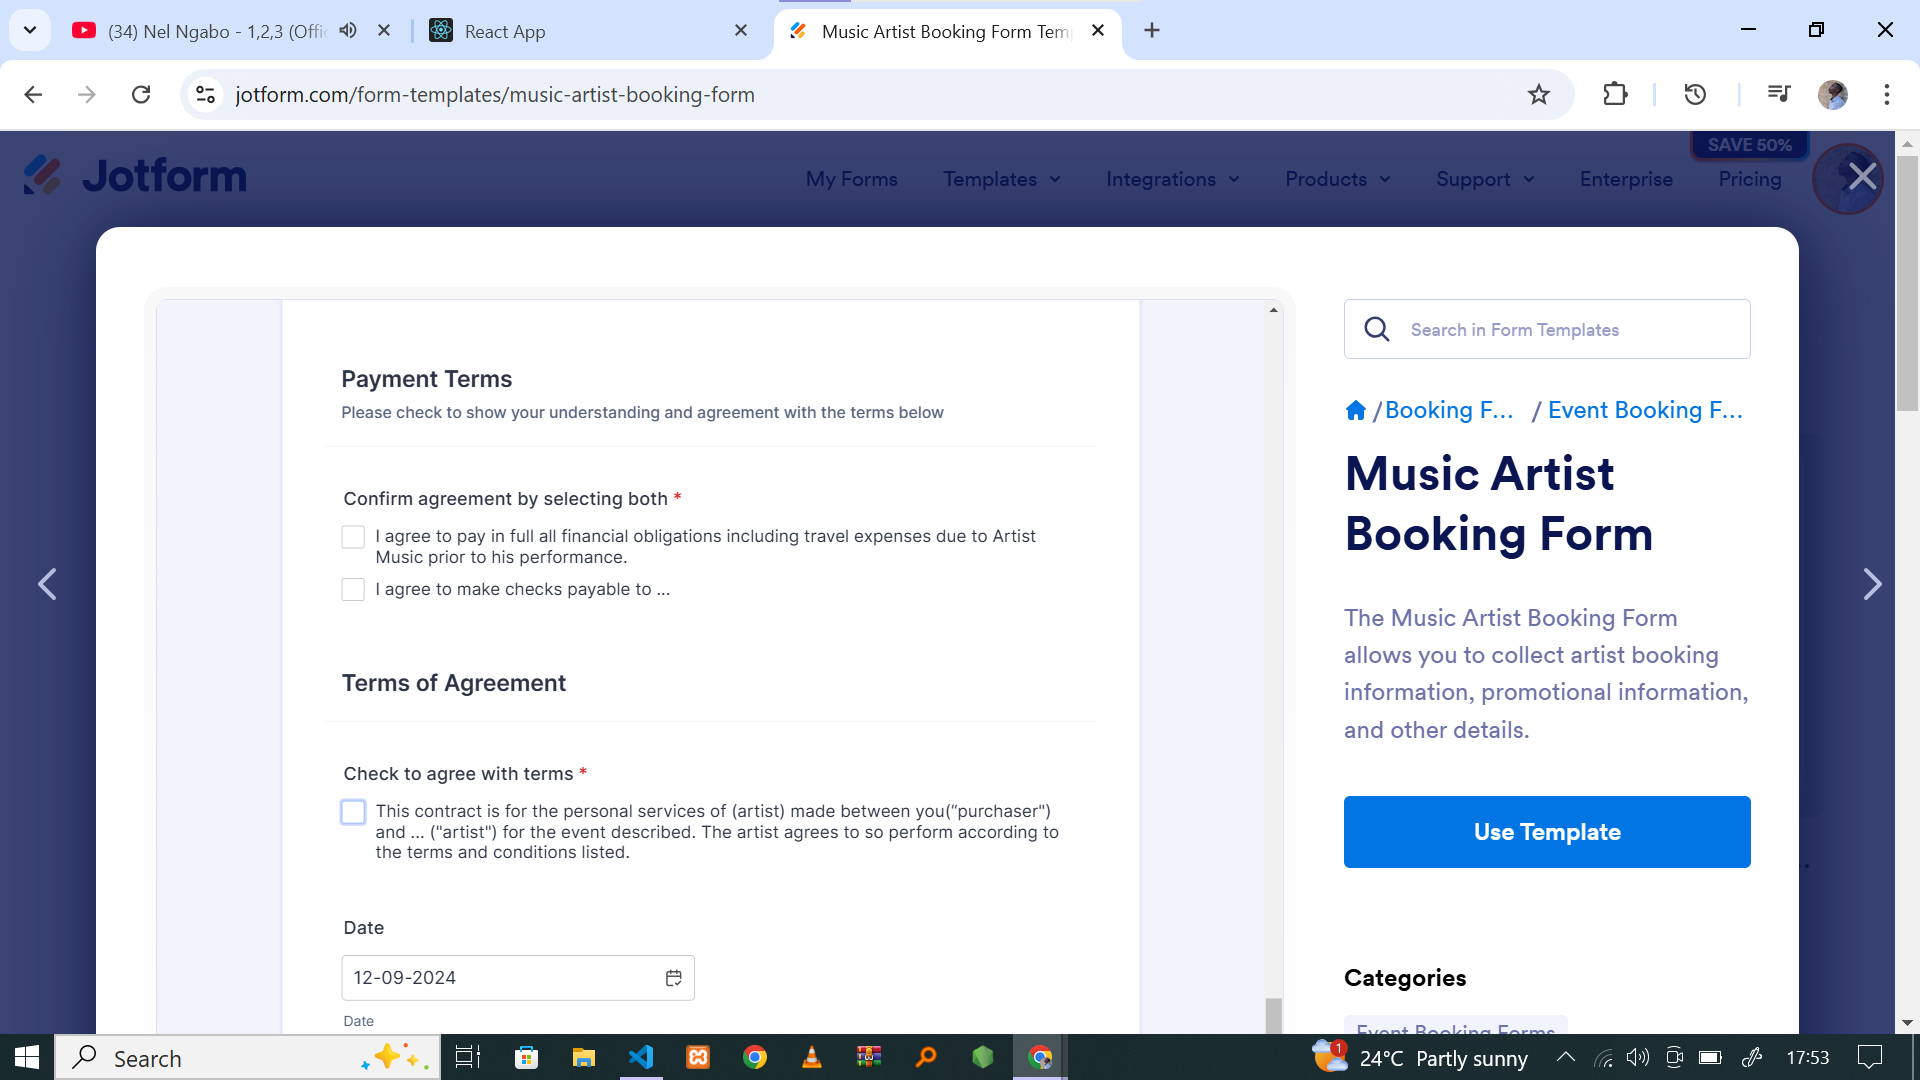 (34) Nel Ngabo - 1,2,3 (Offi
React App
Music Artist Booking Form Tem
jotform.com/form-templates/music-artist-booking-form
SAVE 50%
Jotform
My Forms
Templates
Integrations
Products
Support
Enterprise
Pricing
Payment Terms
Please check to show your understanding and agreement with the terms below
Confirm agreement by selecting both *
I agree to pay in full all financial obligations including travel expenses due to Artist
Music prior to his performance.
I agree to make checks payable to ...
Terms of Agreement
Check to agree with terms *
This contract is for the personal services of (artist) made between you(“purchaser")
and ... ("artist") for the event described. The artist agrees to so perform according to
the terms and conditions listed.
Date
12-09-2024
Date
Search in Form Templates
/ Booking F... / Event Booking F...
Music Artist
Booking Form
The Music Artist Booking Form
allows you to collect artist booking
information, promotional information,
and other details.
Use Template
Categories
Event Booking Forms
Search
1
24°C Partly sunny
17:53